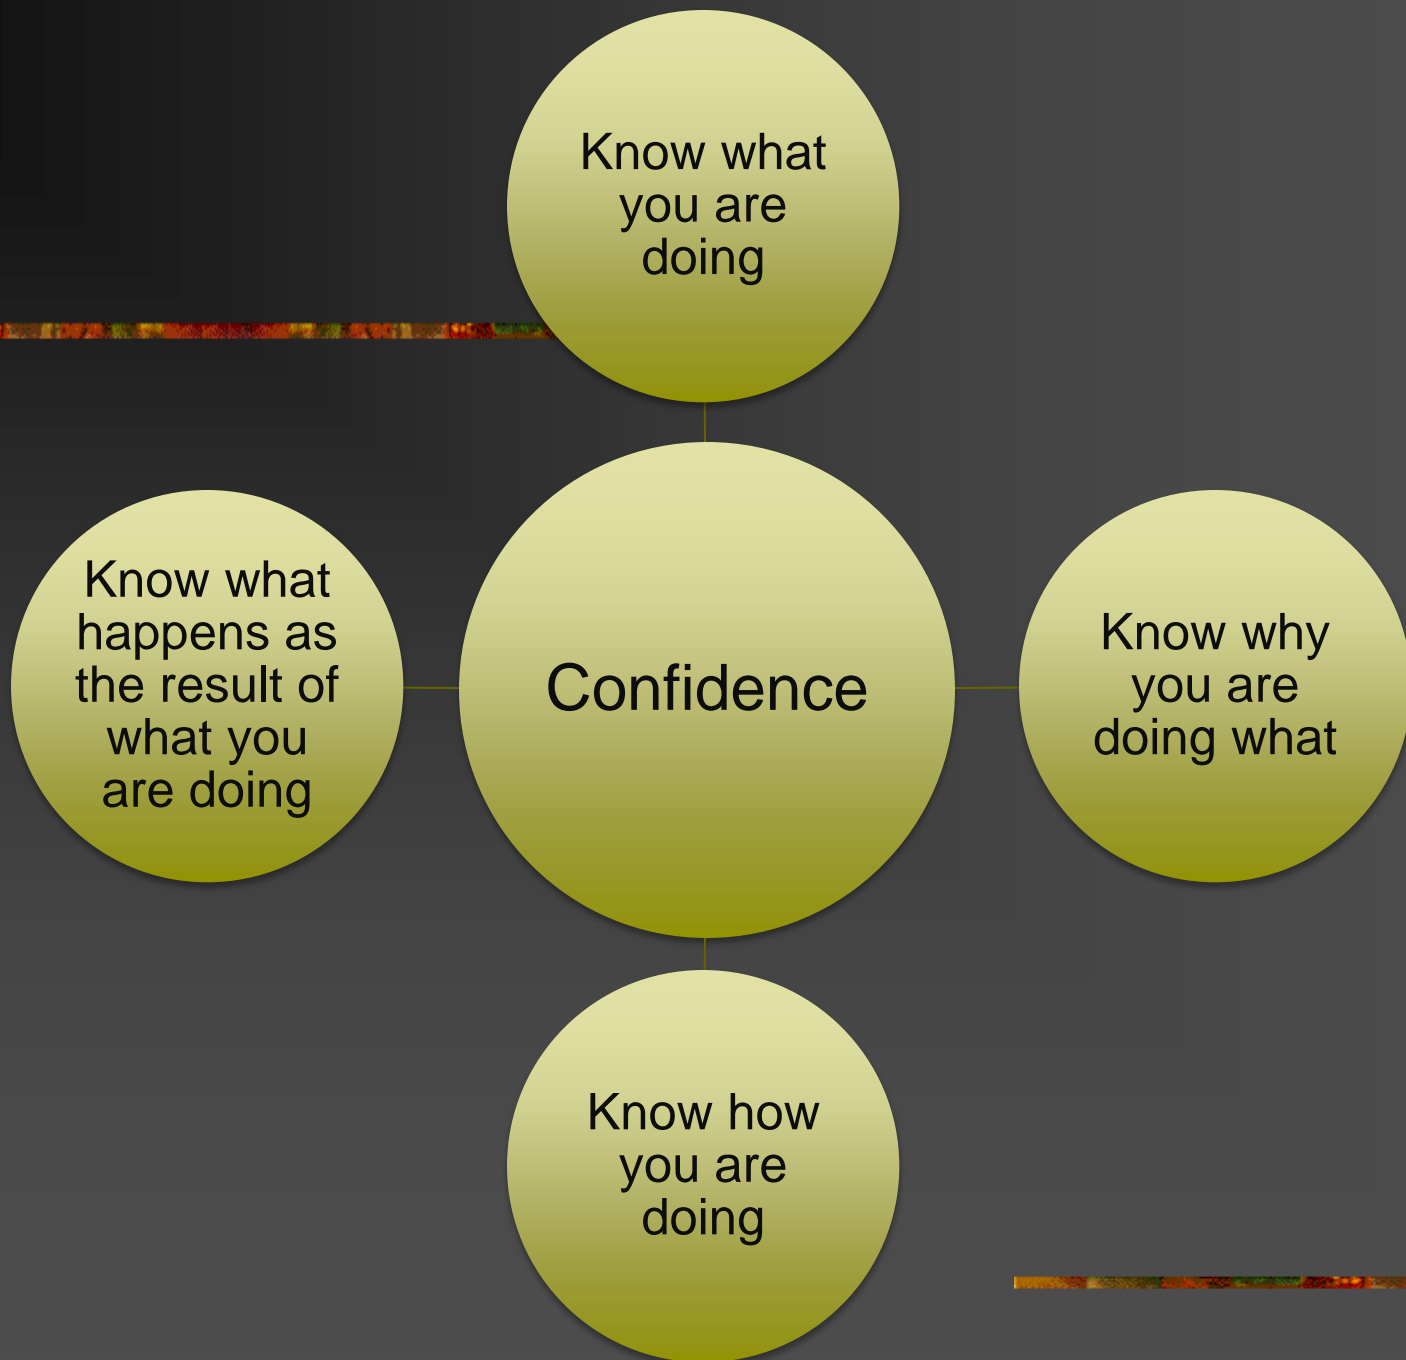 Know what
you are
doing
Know what
happens as
the result of
what you
are doing
Confidence
Know why
you are
doing what
Know how
you are
doing